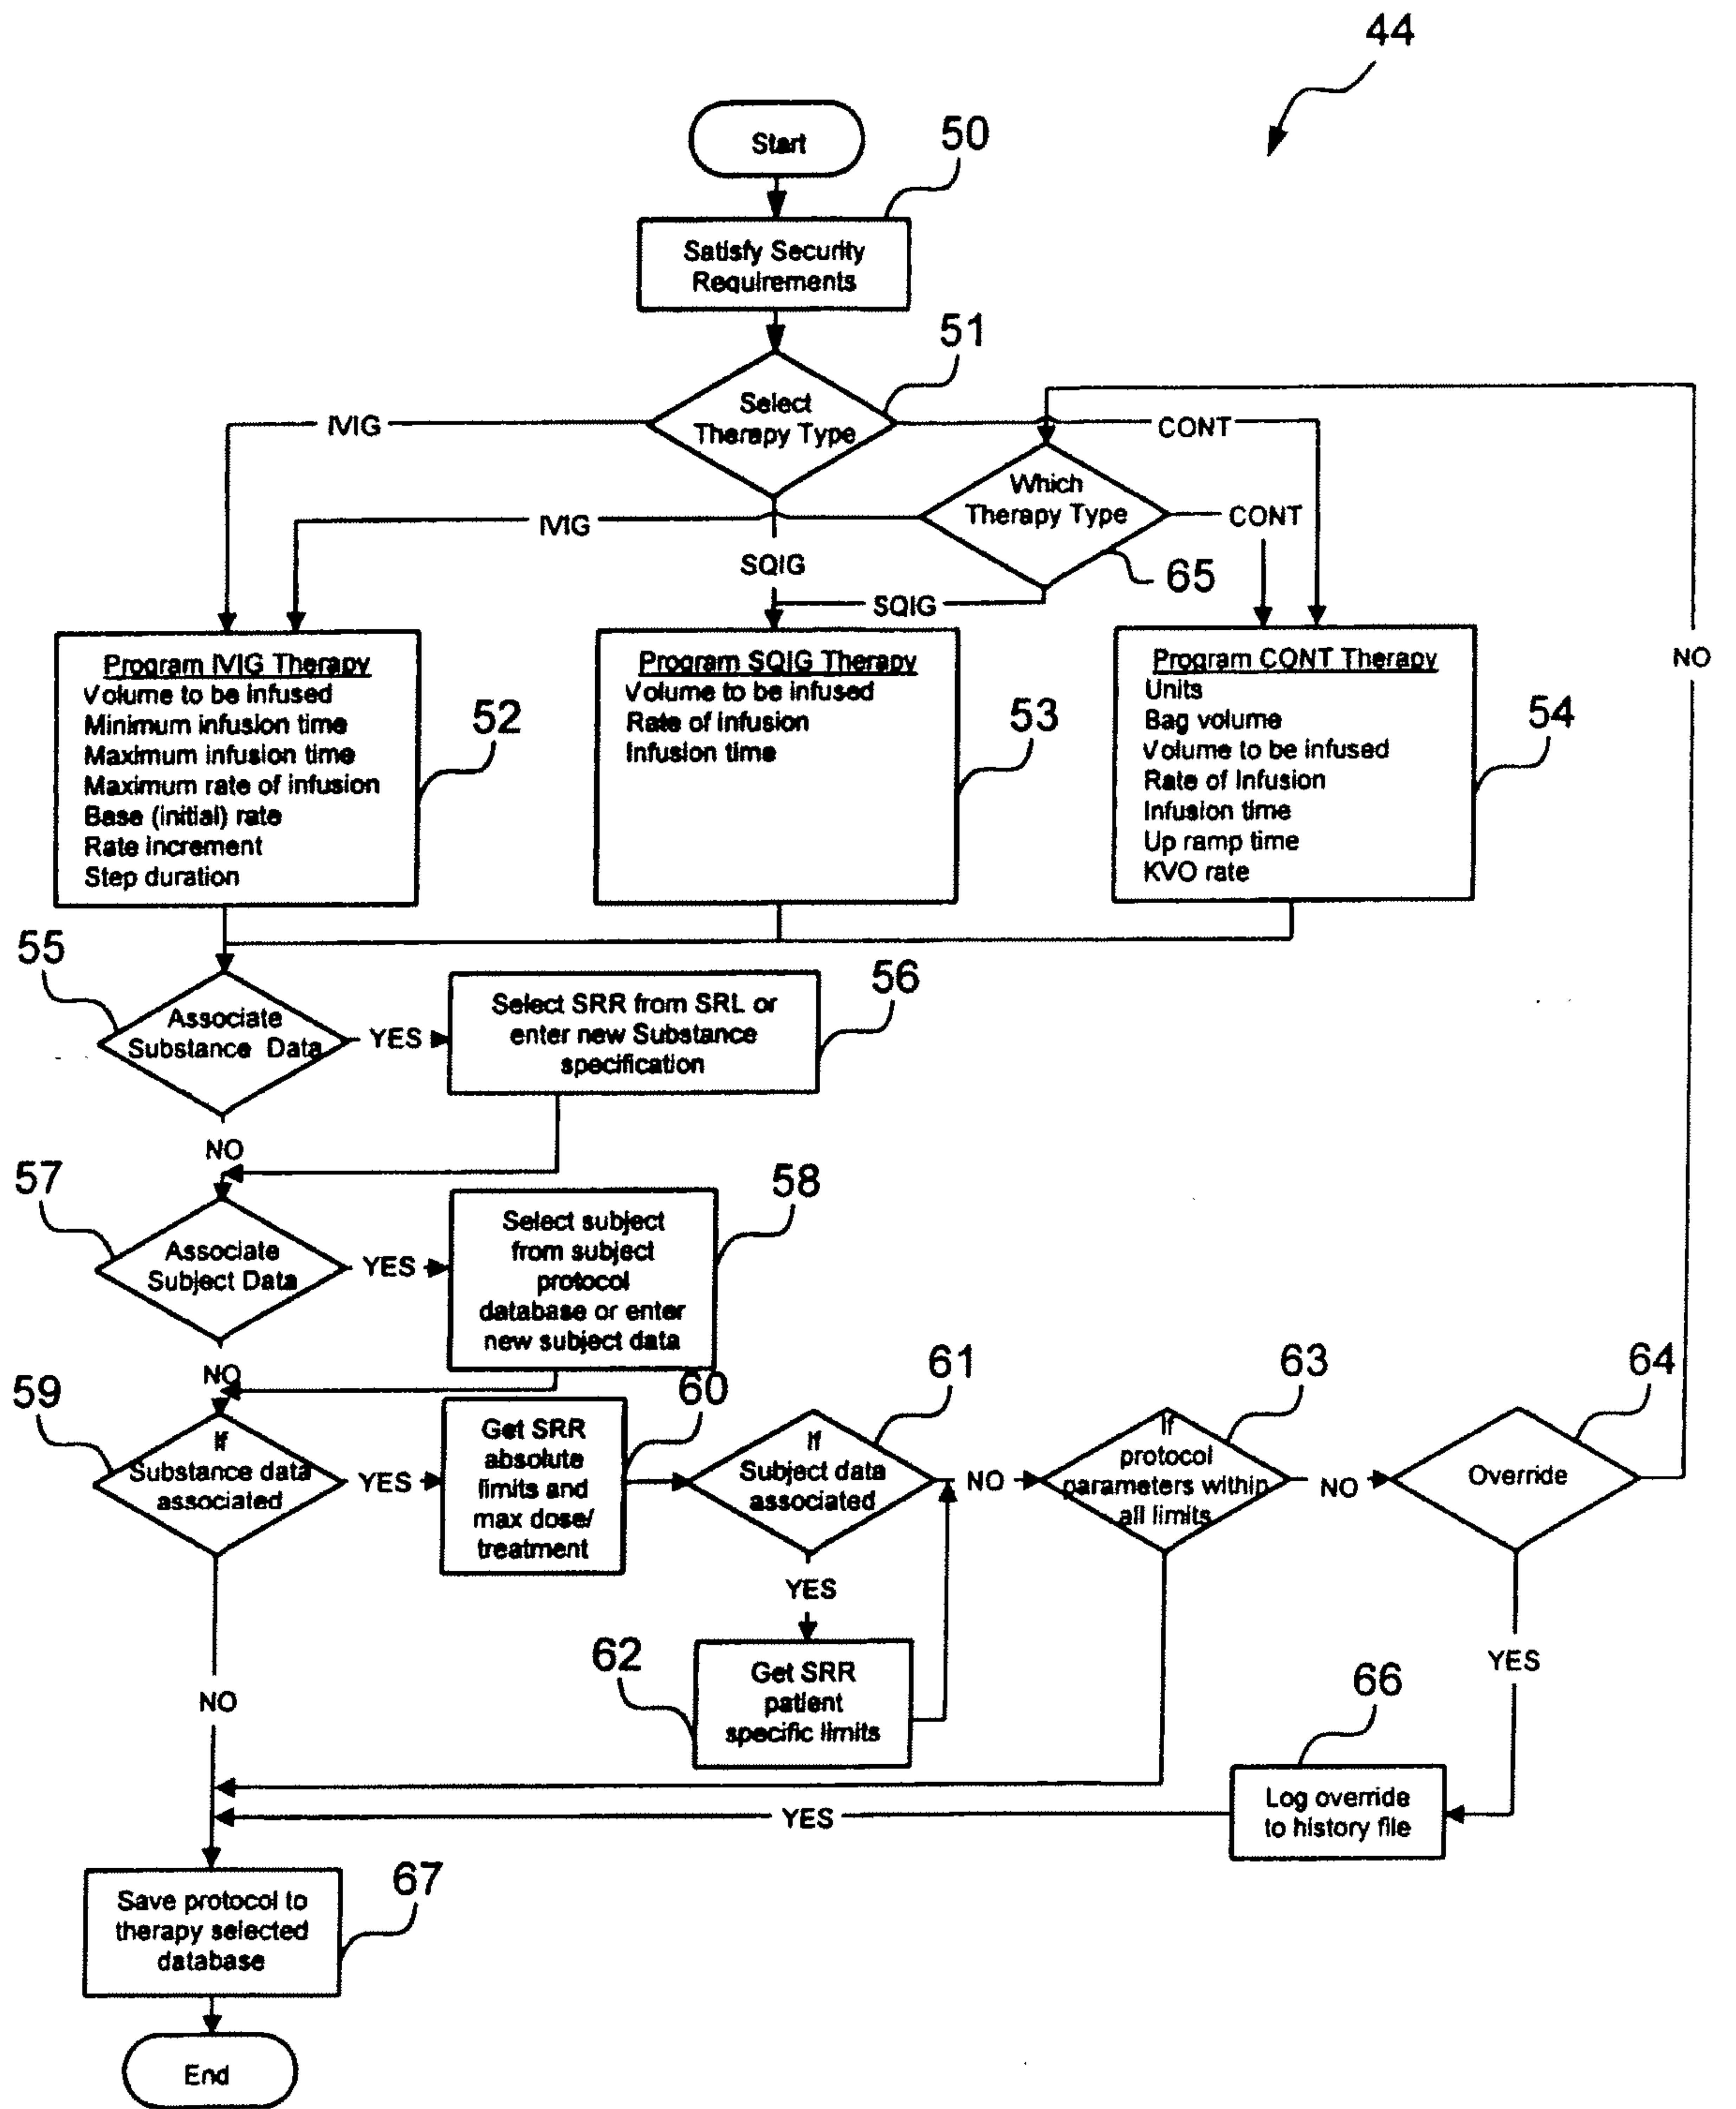 44
Start
50
Satisfy Security
Requirements
51
Select
Therapy Type
IVIG
CONT
Which
Therapy Type
IVIG
CONT
SQIG
65
SQIG
NO
Program IVIG Therapy
Volume to be infused
Minimum infusion time
Maximum infusion time
Maximum rate of infusion
Base (initial) rate
Rate increment
Step duration
52
Program SQIG Therapy
Volume to be infused
Rate of infusion
Infusion time
53
Program CONT Therapy
Units
Bag volume
Volume to be infused
Rate of Infusion
Infusion time
Up ramp time
KVO rate
54
55
Associate
Substance Data
YES
Select SRR from SRL or
enter new Substance
specification
56
NO
57
Associate
Subject Data
YES
Select subject
from subject
protocol
database or enter
new subject data
58
NO
59
If
Substance data
associated
YES
Get SRR
absolute
limits and
max dose/
treatment
60
If
Subject data
associated
61
NO
If
protocol
parameters within
all limits
63
NO
Override
64
YES
62
Get SRR
patient
specific limits
YES
NO
66
Log override
to history file
YES
Save protocol to
therapy selected
database
67
End